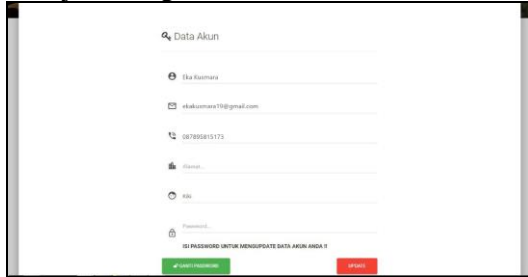 Data Akun
Eka Kusmara
ekakusmara19@gmail.com
087895815173
Alamat...
Password...
ISI PASSWORD UNTUK MENGUPDATE DATA AKUN ANDA !!
GANTI PASSWORD
UPDATE